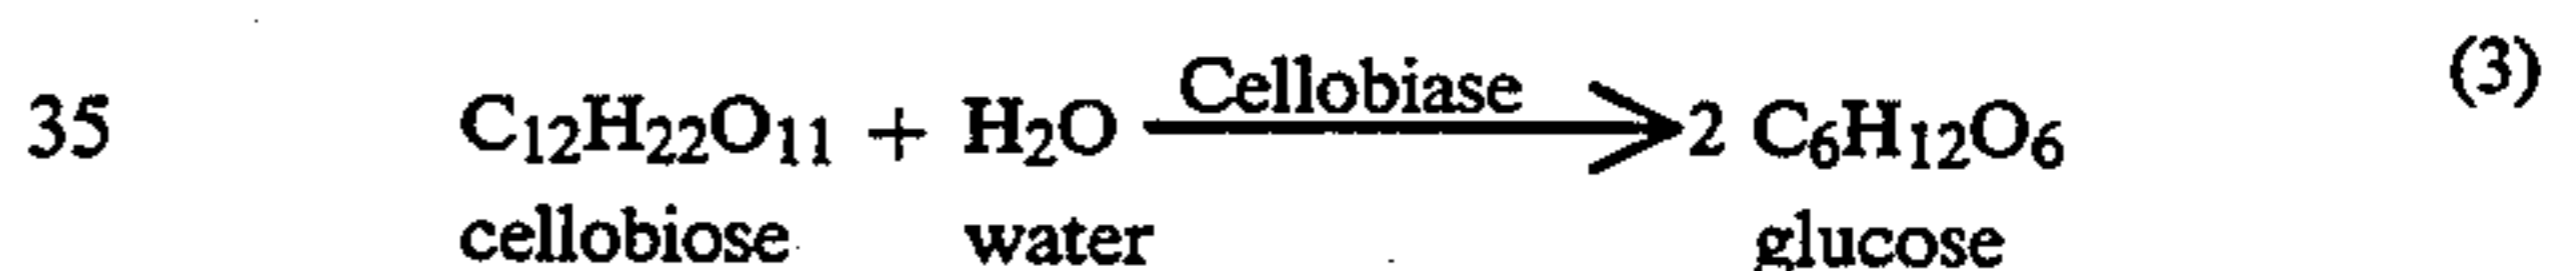 (3)
35 C₁₂H₂₂O₁₁ + H₂O Cellobiase > 2 C₆H₁₂O₆
cellobiose water glucose